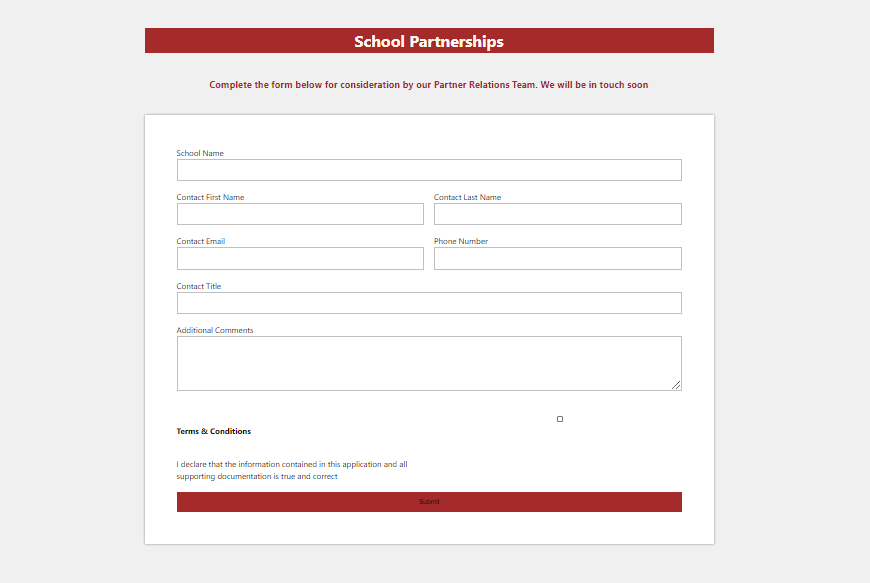 School Partnerships
Complete the form below for consideration by our Partner Relations Team. We will be in touch soon
School Name
Contact First Name
Contact Last Name
Contact Email
Phone Number
Contact Title
Additional Comments
Terms & Conditions
I declare that the information contained in this application and all
supporting documentation is true and correct
Submit